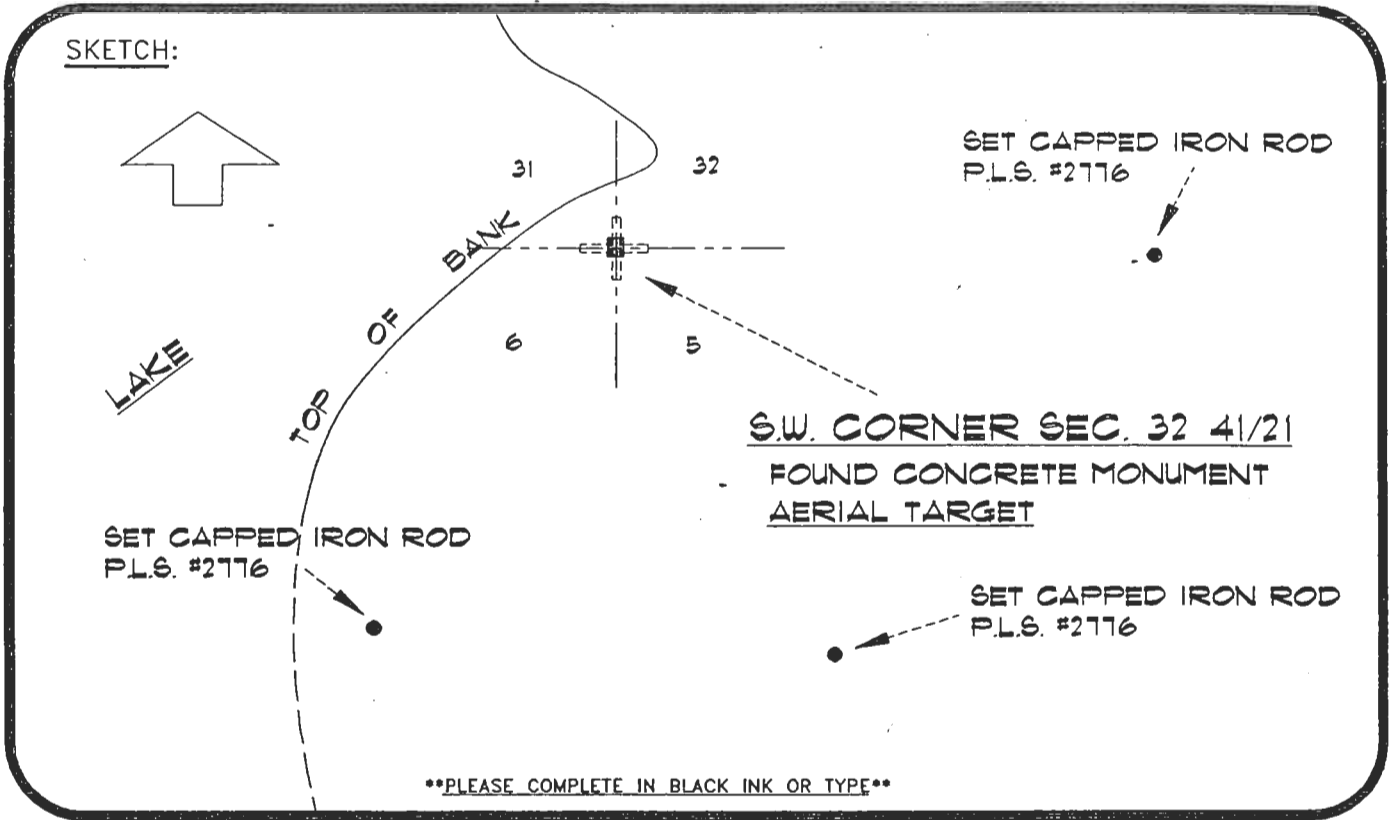 SKETCH:
SET CAPPED IRON ROD
P.L.S. #2776
31
32
TOP OF BANK
LAKE
6
5
S.W. CORNER SEC. 32 41/21
FOUND CONCRETE MONUMENT
AERIAL TARGET
SET CAPPED IRON ROD
P.L.S. #2776
SET CAPPED IRON ROD
P.L.S. #2776
**PLEASE COMPLETE IN BLACK INK OR TYPE**